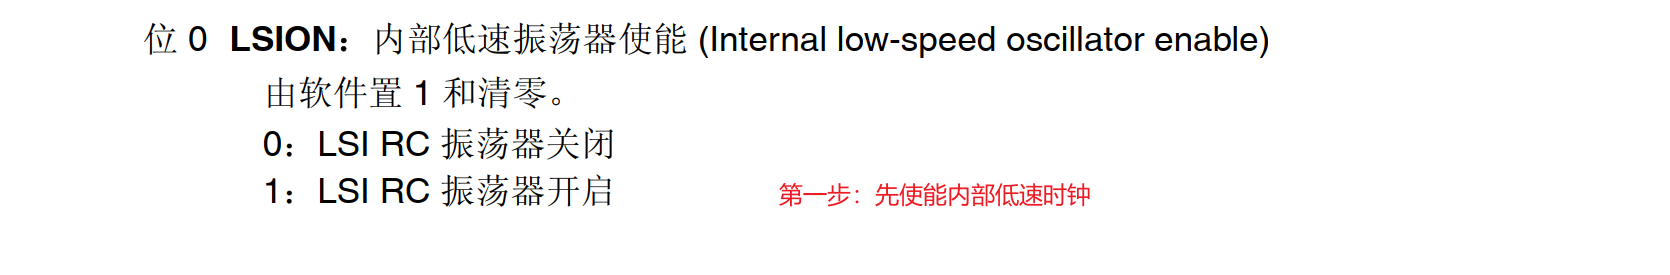 位 0 LSION：内部低速振荡器使能 (Internal low-speed oscillator enable)
由软件置 1 和清零。
0：LSI RC 振荡器关闭
1：LSI RC 振荡器开启
第一步：先使能内部低速时钟